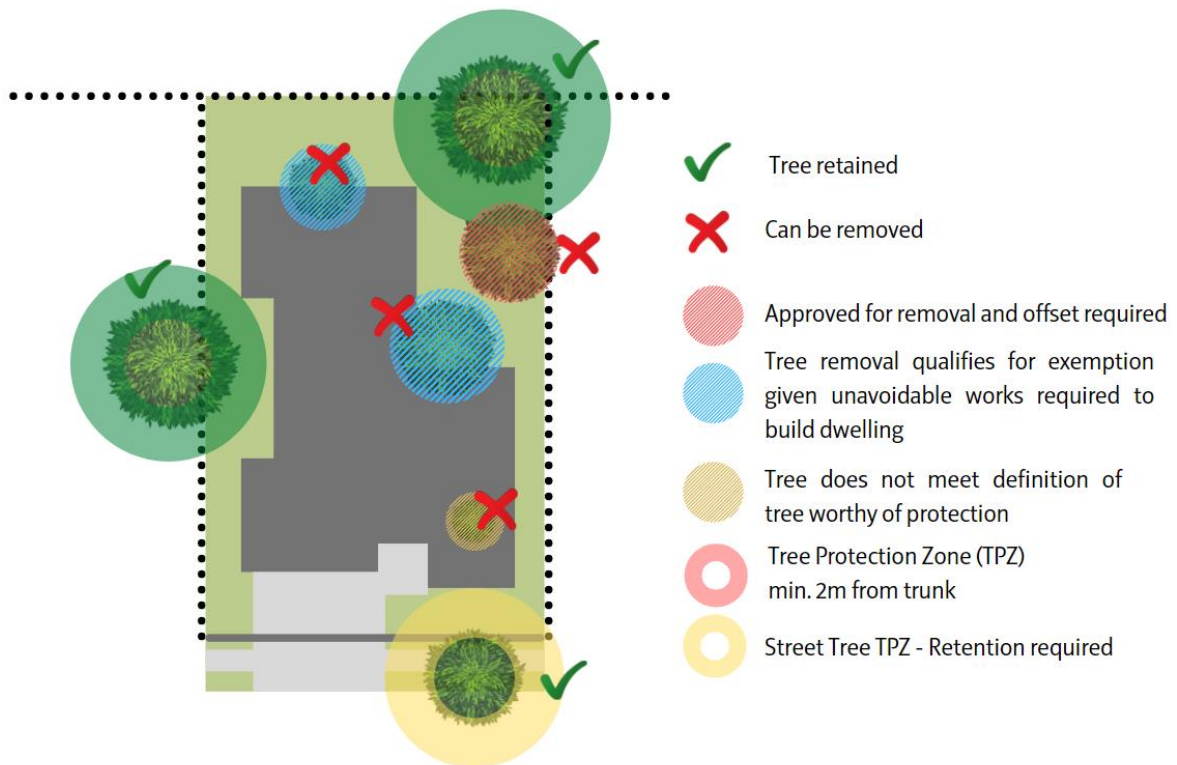 Tree retained
Can be removed
Approved for removal and offset required
Tree removal qualifies for exemption
given unavoidable works required to
build dwelling
Tree does not meet definition of
tree worthy of protection
Tree Protection Zone (TPZ)
min. 2m from trunk
Street Tree TPZ - Retention required